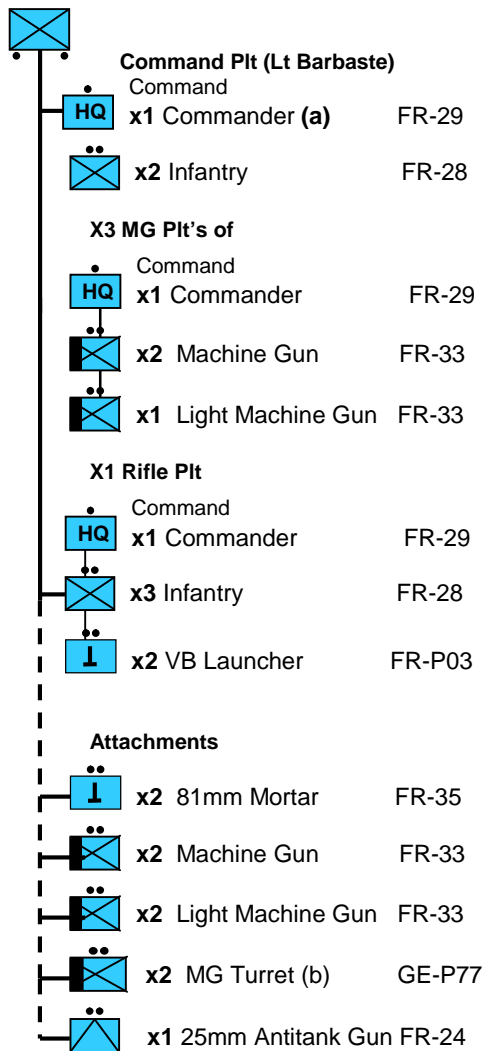 Command Plt (Lt Barbaste)
Command
HQ x1 Commander (a) FR-29
x2 Infantry FR-28
X3 MG Plt's of
Command
HQ x1 Commander FR-29
x2 Machine Gun FR-33
x1 Light Machine Gun FR-33
X1 Rifle Plt
Command
HQ x1 Commander FR-29
x3 Infantry FR-28
x2 VB Launcher FR-P03
Attachments
x2 81mm Mortar FR-35
x2 Machine Gun FR-33
x2 Light Machine Gun FR-33
x2 MG Turret (b) GE-P77
x1 25mm Antitank Gun FR-24